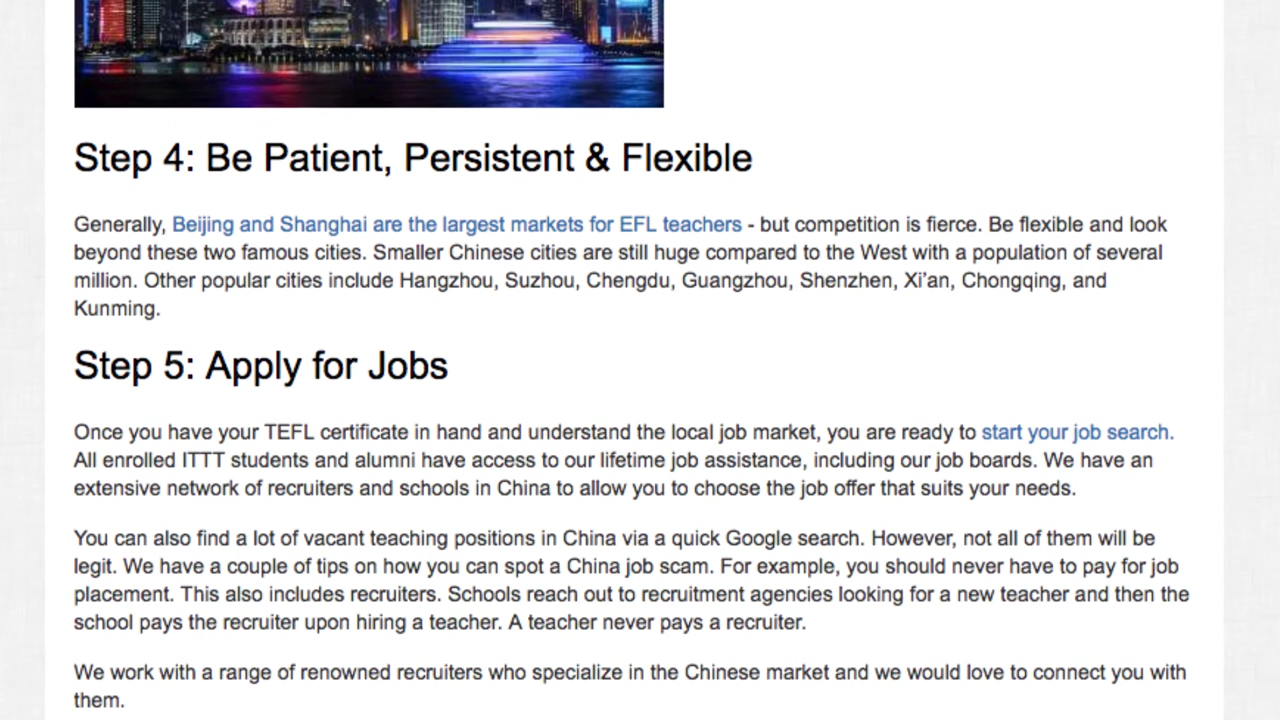 Step 4: Be Patient, Persistent & Flexible
Generally, Beijing and Shanghai are the largest markets for EFL teachers - but competition is fierce. Be flexible and look
beyond these two famous cities. Smaller Chinese cities are still huge compared to the West with a population of several
million. Other popular cities include Hangzhou, Suzhou, Chengdu, Guangzhou, Shenzhen, Xi’an, Chongqing, and
Kunming.
Step 5: Apply for Jobs
Once you have your TEFL certificate in hand and understand the local job market, you are ready to start your job search.
All enrolled ITTT students and alumni have access to our lifetime job assistance, including our job boards. We have an
extensive network of recruiters and schools in China to allow you to choose the job offer that suits your needs.
You can also find a lot of vacant teaching positions in China via a quick Google search. However, not all of them will be
legit. We have a couple of tips on how you can spot a China job scam. For example, you should never have to pay for job
placement. This also includes recruiters. Schools reach out to recruitment agencies looking for a new teacher and then the
school pays the recruiter upon hiring a teacher. A teacher never pays a recruiter.
We work with a range of renowned recruiters who specialize in the Chinese market and we would love to connect you with
them.